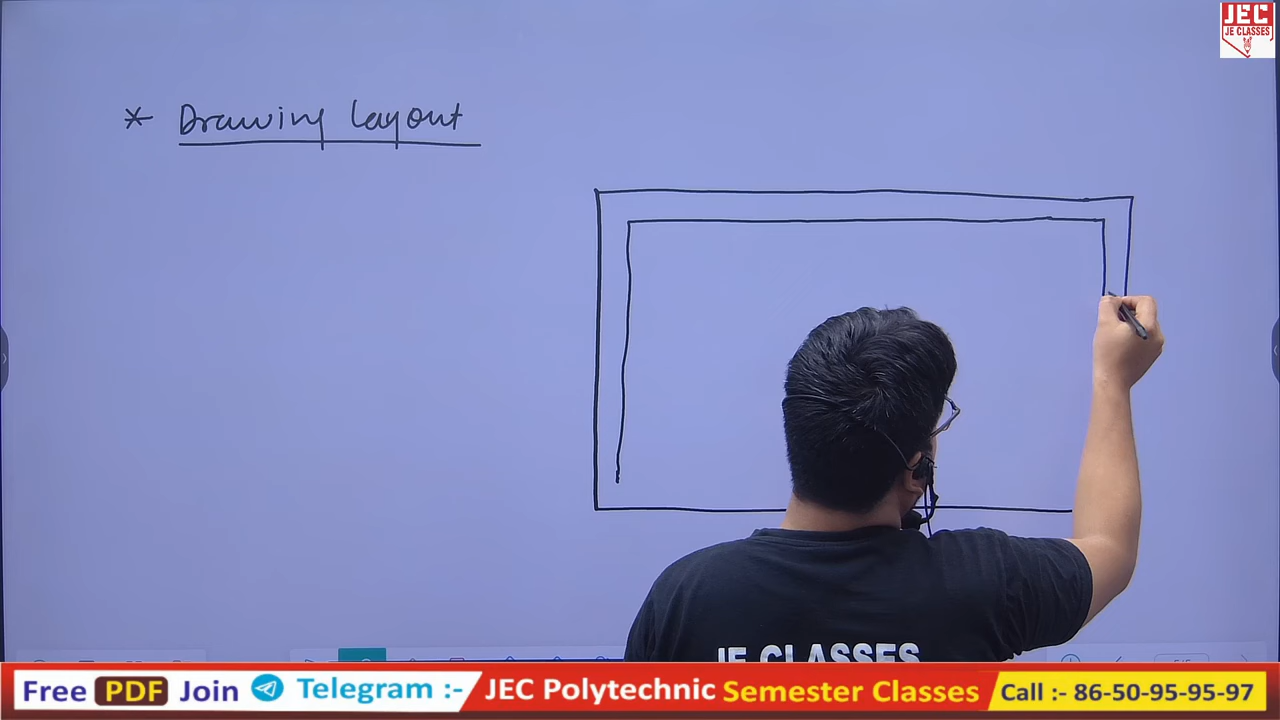 JEC
JE CLASSES
* Drawing layout
JE CLASSES
Free PDF Join Telegram :- JEC Polytechnic Semester Classes Call :- 86-50-95-95-97